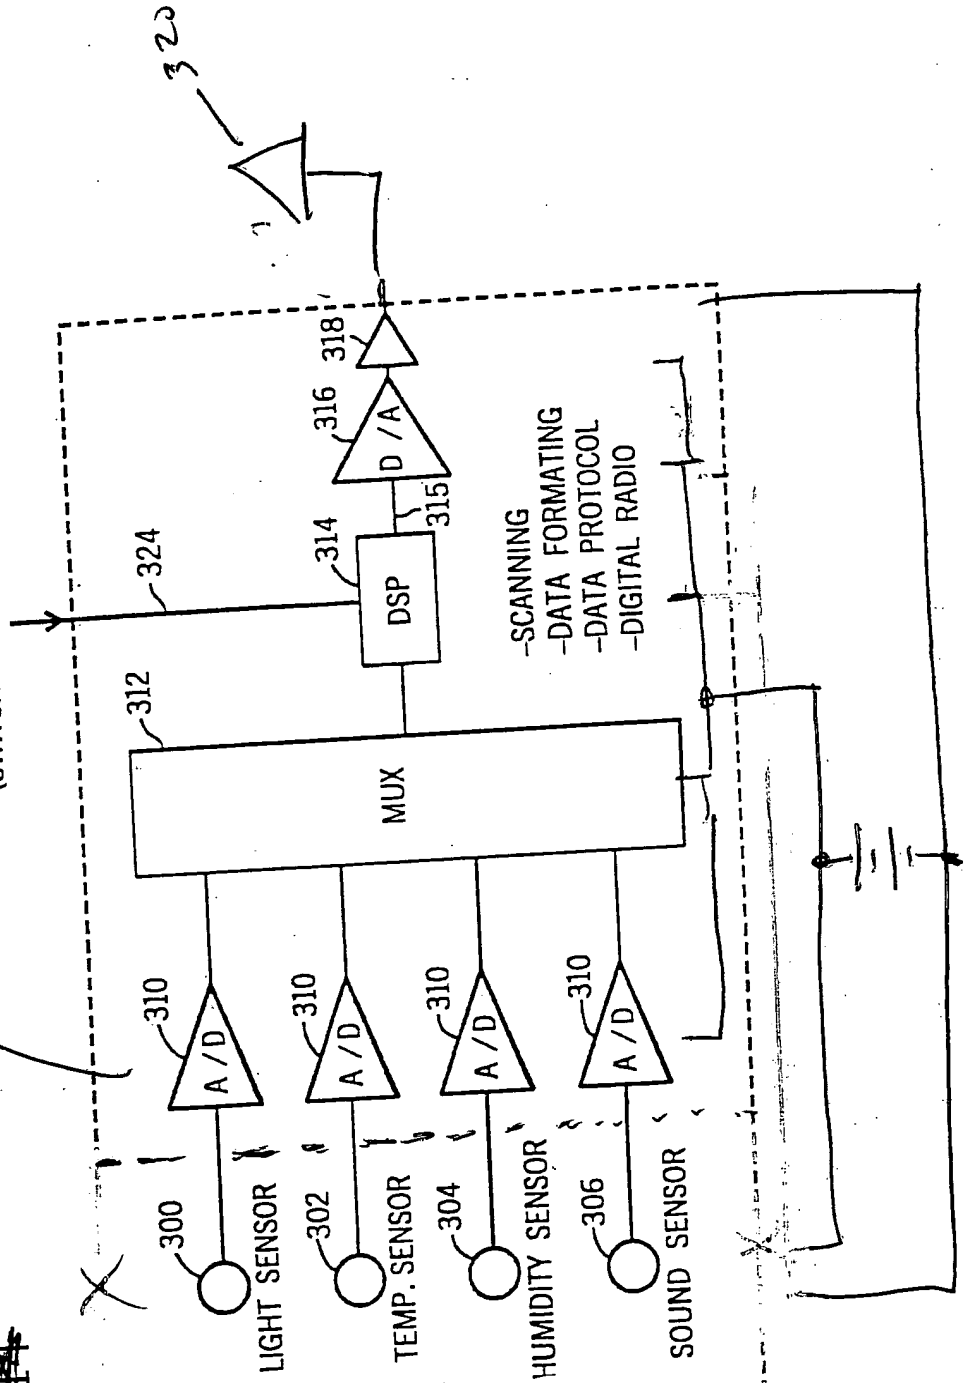 320
324
312
314
316
318
315
310
310
310
310
A/D
A/D
A/D
A/D
MUX
DSP
D/A
300
LIGHT SENSOR
302
TEMP. SENSOR
304
HUMIDITY SENSOR
306
SOUND SENSOR
-SCANNING
-DATA FORMATING
-DATA PROTOCOL
-DIGITAL RADIO